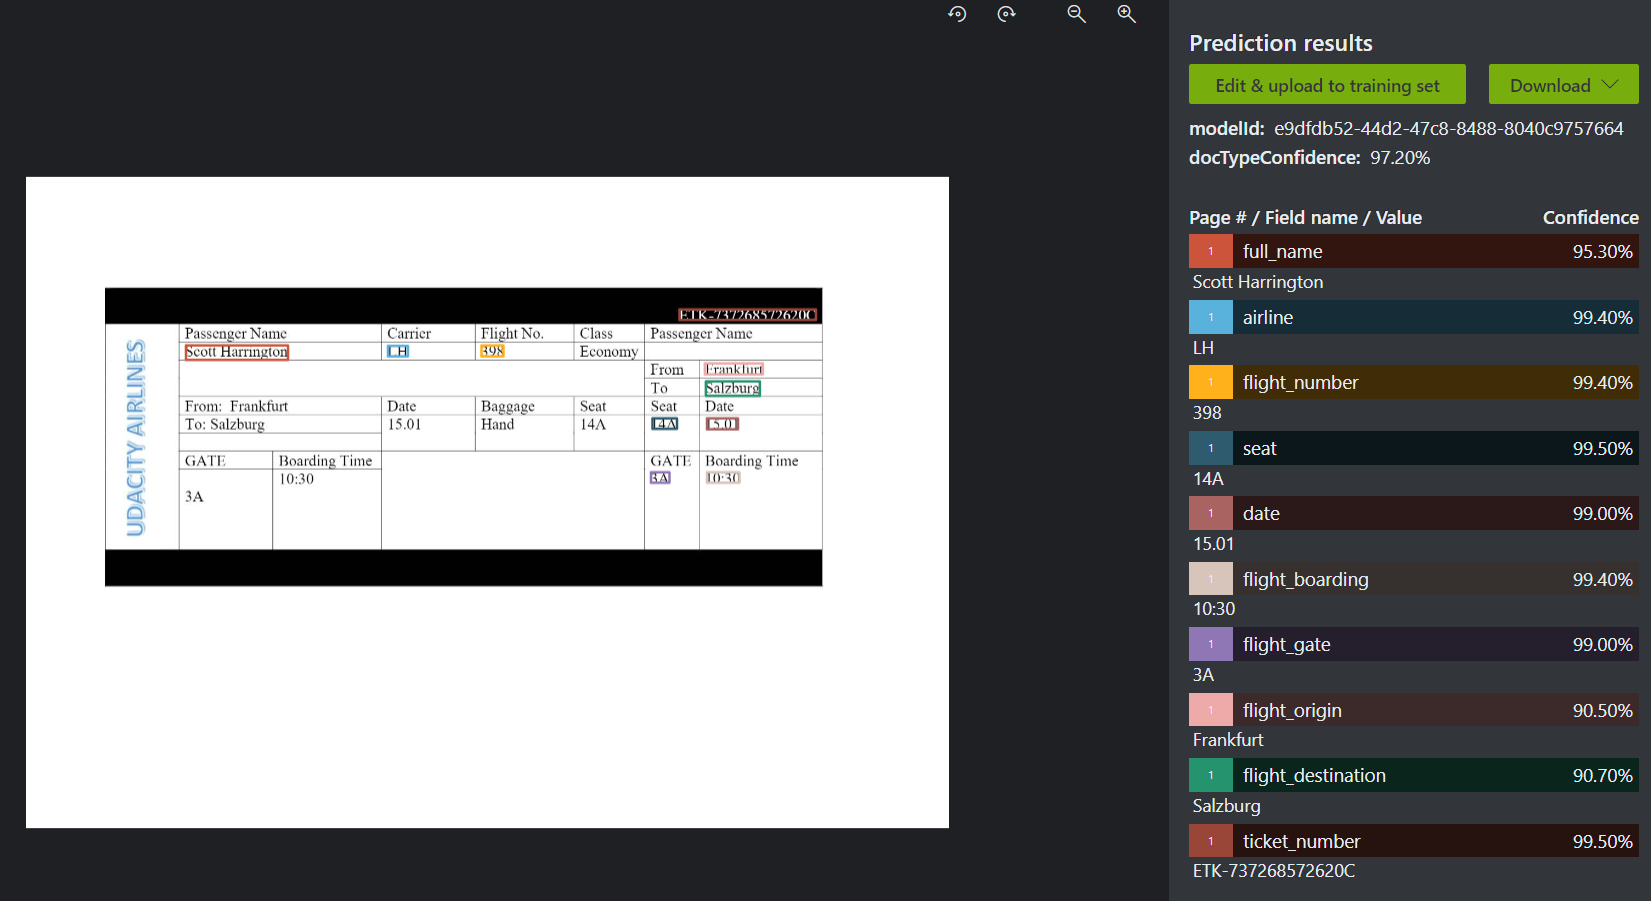 Prediction results
Edit & upload to training set Download
modelId: e9dfdb52-44d2-47c8-8488-8040c9757664
docTypeConfidence: 97.20%
Page # / Field name / Value Confidence
1 full_name 95.30%
Scott Harrington
1 airline 99.40%
LH
1 flight_number 99.40%
398
1 seat 99.50%
14A
1 date 99.00%
15.01
1 flight_boarding 99.40%
10:30
1 flight_gate 99.00%
3A
1 flight_origin 90.50%
Frankfurt
1 flight_destination 90.70%
Salzburg
1 ticket_number 99.50%
ETK-737268572620C
ETK-737268572620C
UDACITY AIRLINES
Passenger Name Carrier Flight No. Class Passenger Name
Scott Harrington LH 398 Economy
From Frankfurt
To Salzburg
From: Frankfurt Date Baggage Seat Seat Date
To: Salzburg 15.01 Hand 14A 14A 15.01
GATE Boarding Time GATE Boarding Time
10:30 3A 10:30
3A